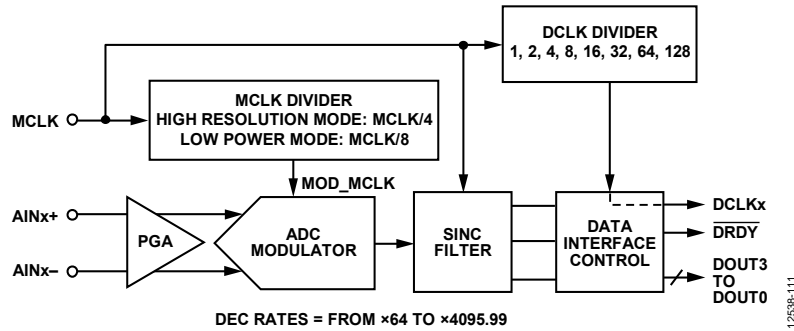 DCLK DIVIDER
1, 2, 4, 8, 16, 32, 64, 128
MCLK
MCLK DIVIDER
HIGH RESOLUTION MODE: MCLK/4
LOW POWER MODE: MCLK/8
MOD_MCLK
AINx+
AINx–
PGA
ADC
MODULATOR
SINC
FILTER
DATA
INTERFACE
CONTROL
DCLKx
DRDY
DOUT3
TO
DOUT0
DEC RATES = FROM ×64 TO ×4095.99
12538-111